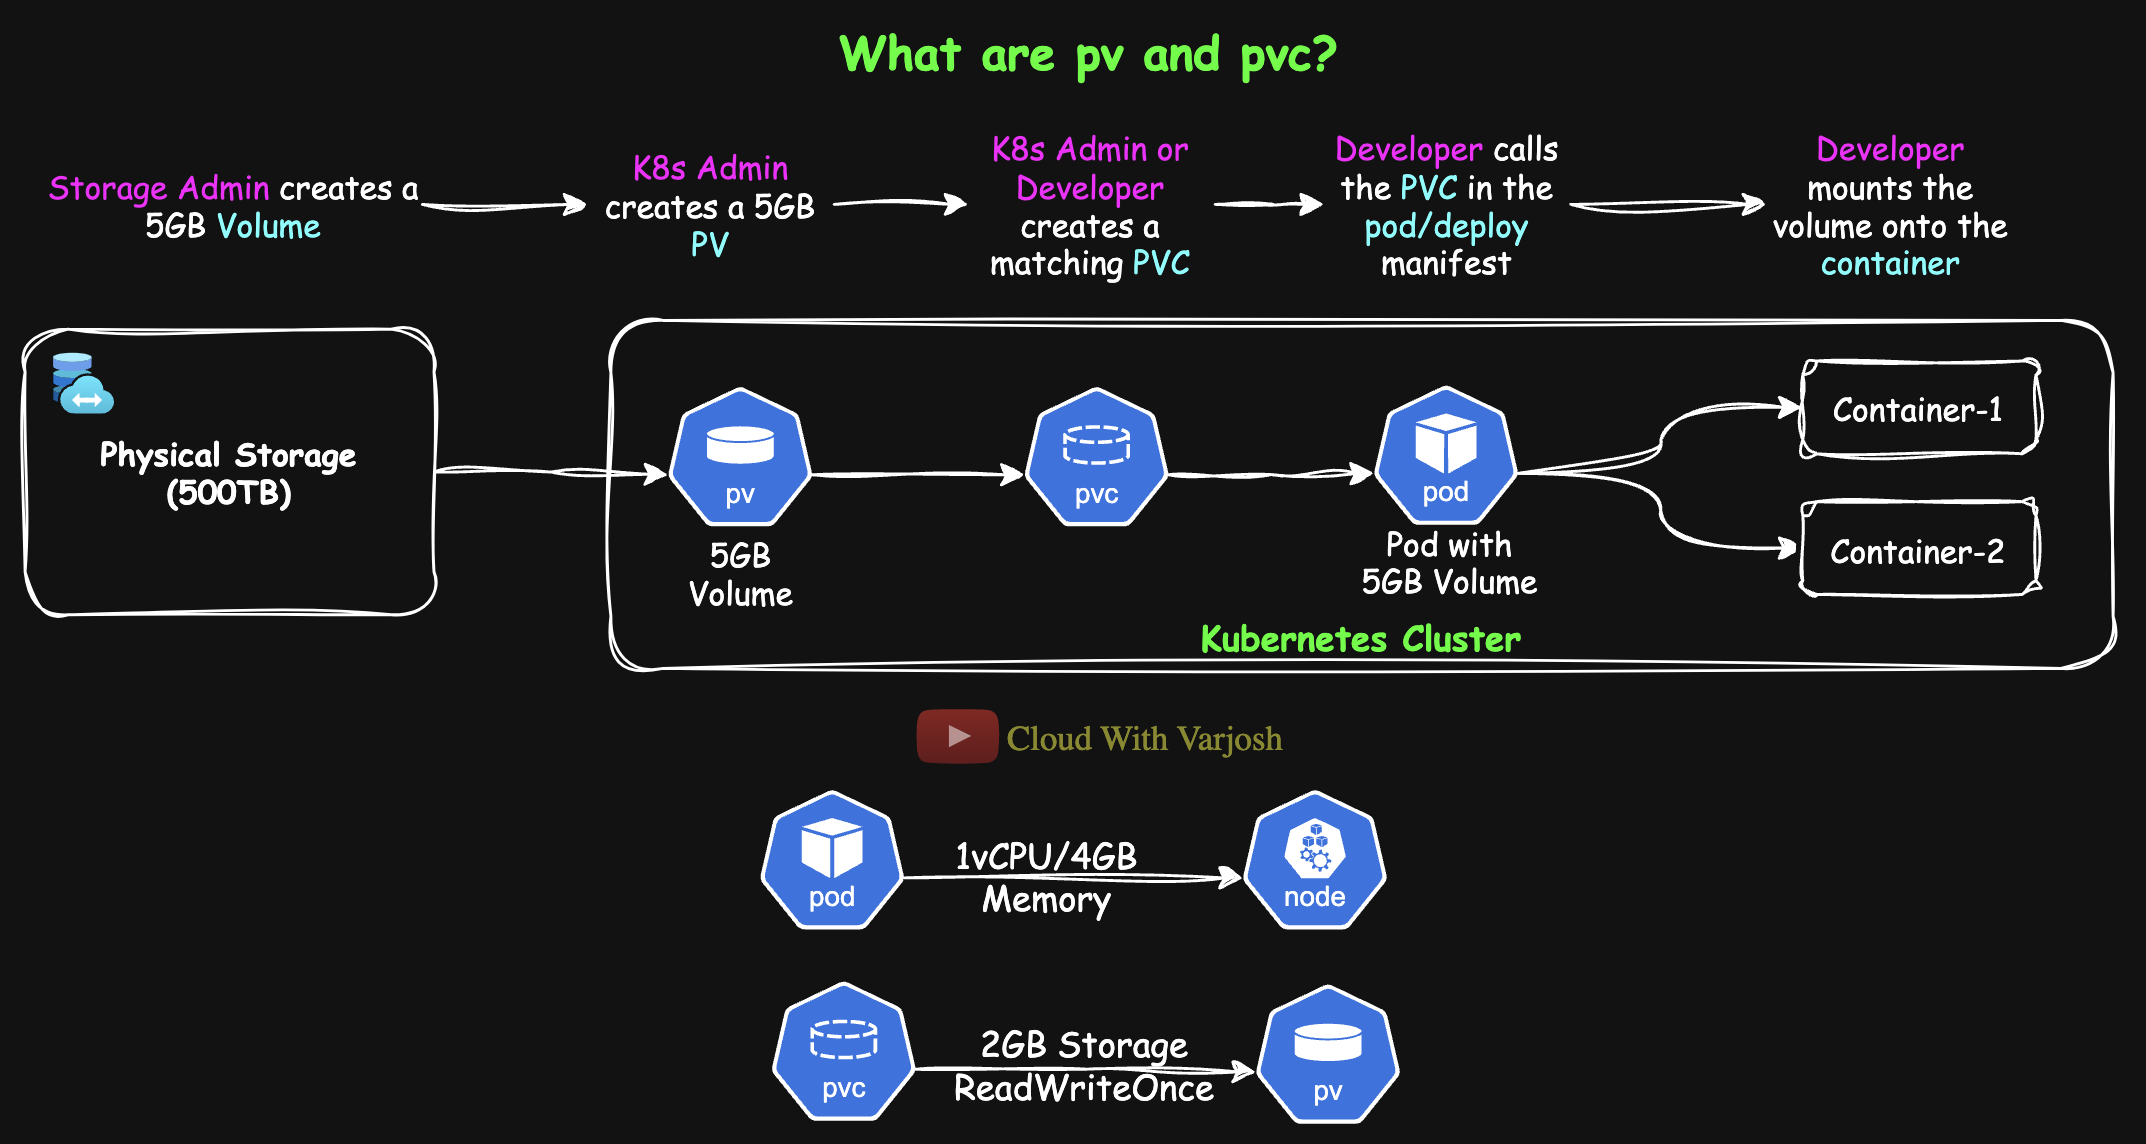 What are pv and pvc?
Storage Admin creates a
5GB Volume
K8s Admin
creates a 5GB
PV
K8s Admin or
Developer
creates a
matching PVC
Developer calls
the PVC in the
pod/deploy
manifest
Developer
mounts the
volume onto the
container
Physical Storage
(500TB)
pv
5GB
Volume
pvc
pod
Pod with
5GB Volume
Container-1
Container-2
Kubernetes Cluster
Cloud With Varjosh
pod
1vCPU/4GB
Memory
node
pvc
2GB Storage
ReadWriteOnce
pv